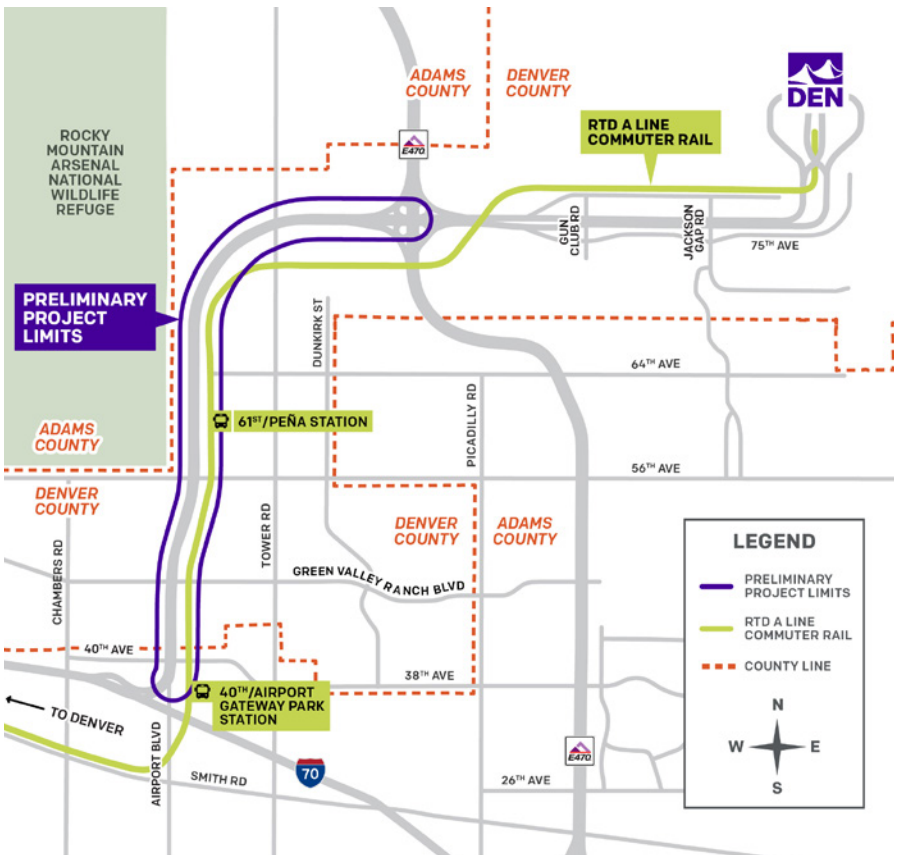 ADAMS
COUNTY
DENVER
COUNTY
DEN
ROCKY
MOUNTAIN
ARSENAL
NATIONAL
WILDLIFE
REFUGE
E470
RTD A LINE
COMMUTER RAIL
GUN
CLUB RD
JACKSON
GAP RD
75TH AVE
PRELIMINARY
PROJECT
LIMITS
DUNKIRK ST
64TH AVE
PICADILLY RD
61ST/PEÑA STATION
ADAMS
COUNTY
56TH AVE
DENVER
COUNTY
CHAMBERS RD
TOWER RD
DENVER
COUNTY
ADAMS
COUNTY
GREEN VALLEY RANCH BLVD
40TH AVE
38TH AVE
40TH/AIRPORT
GATEWAY PARK
STATION
TO DENVER
AIRPORT BLVD
SMITH RD
70
E470
26TH AVE
LEGEND
PRELIMINARY
PROJECT LIMITS
RTD A LINE
COMMUTER RAIL
COUNTY LINE
N
W
E
S